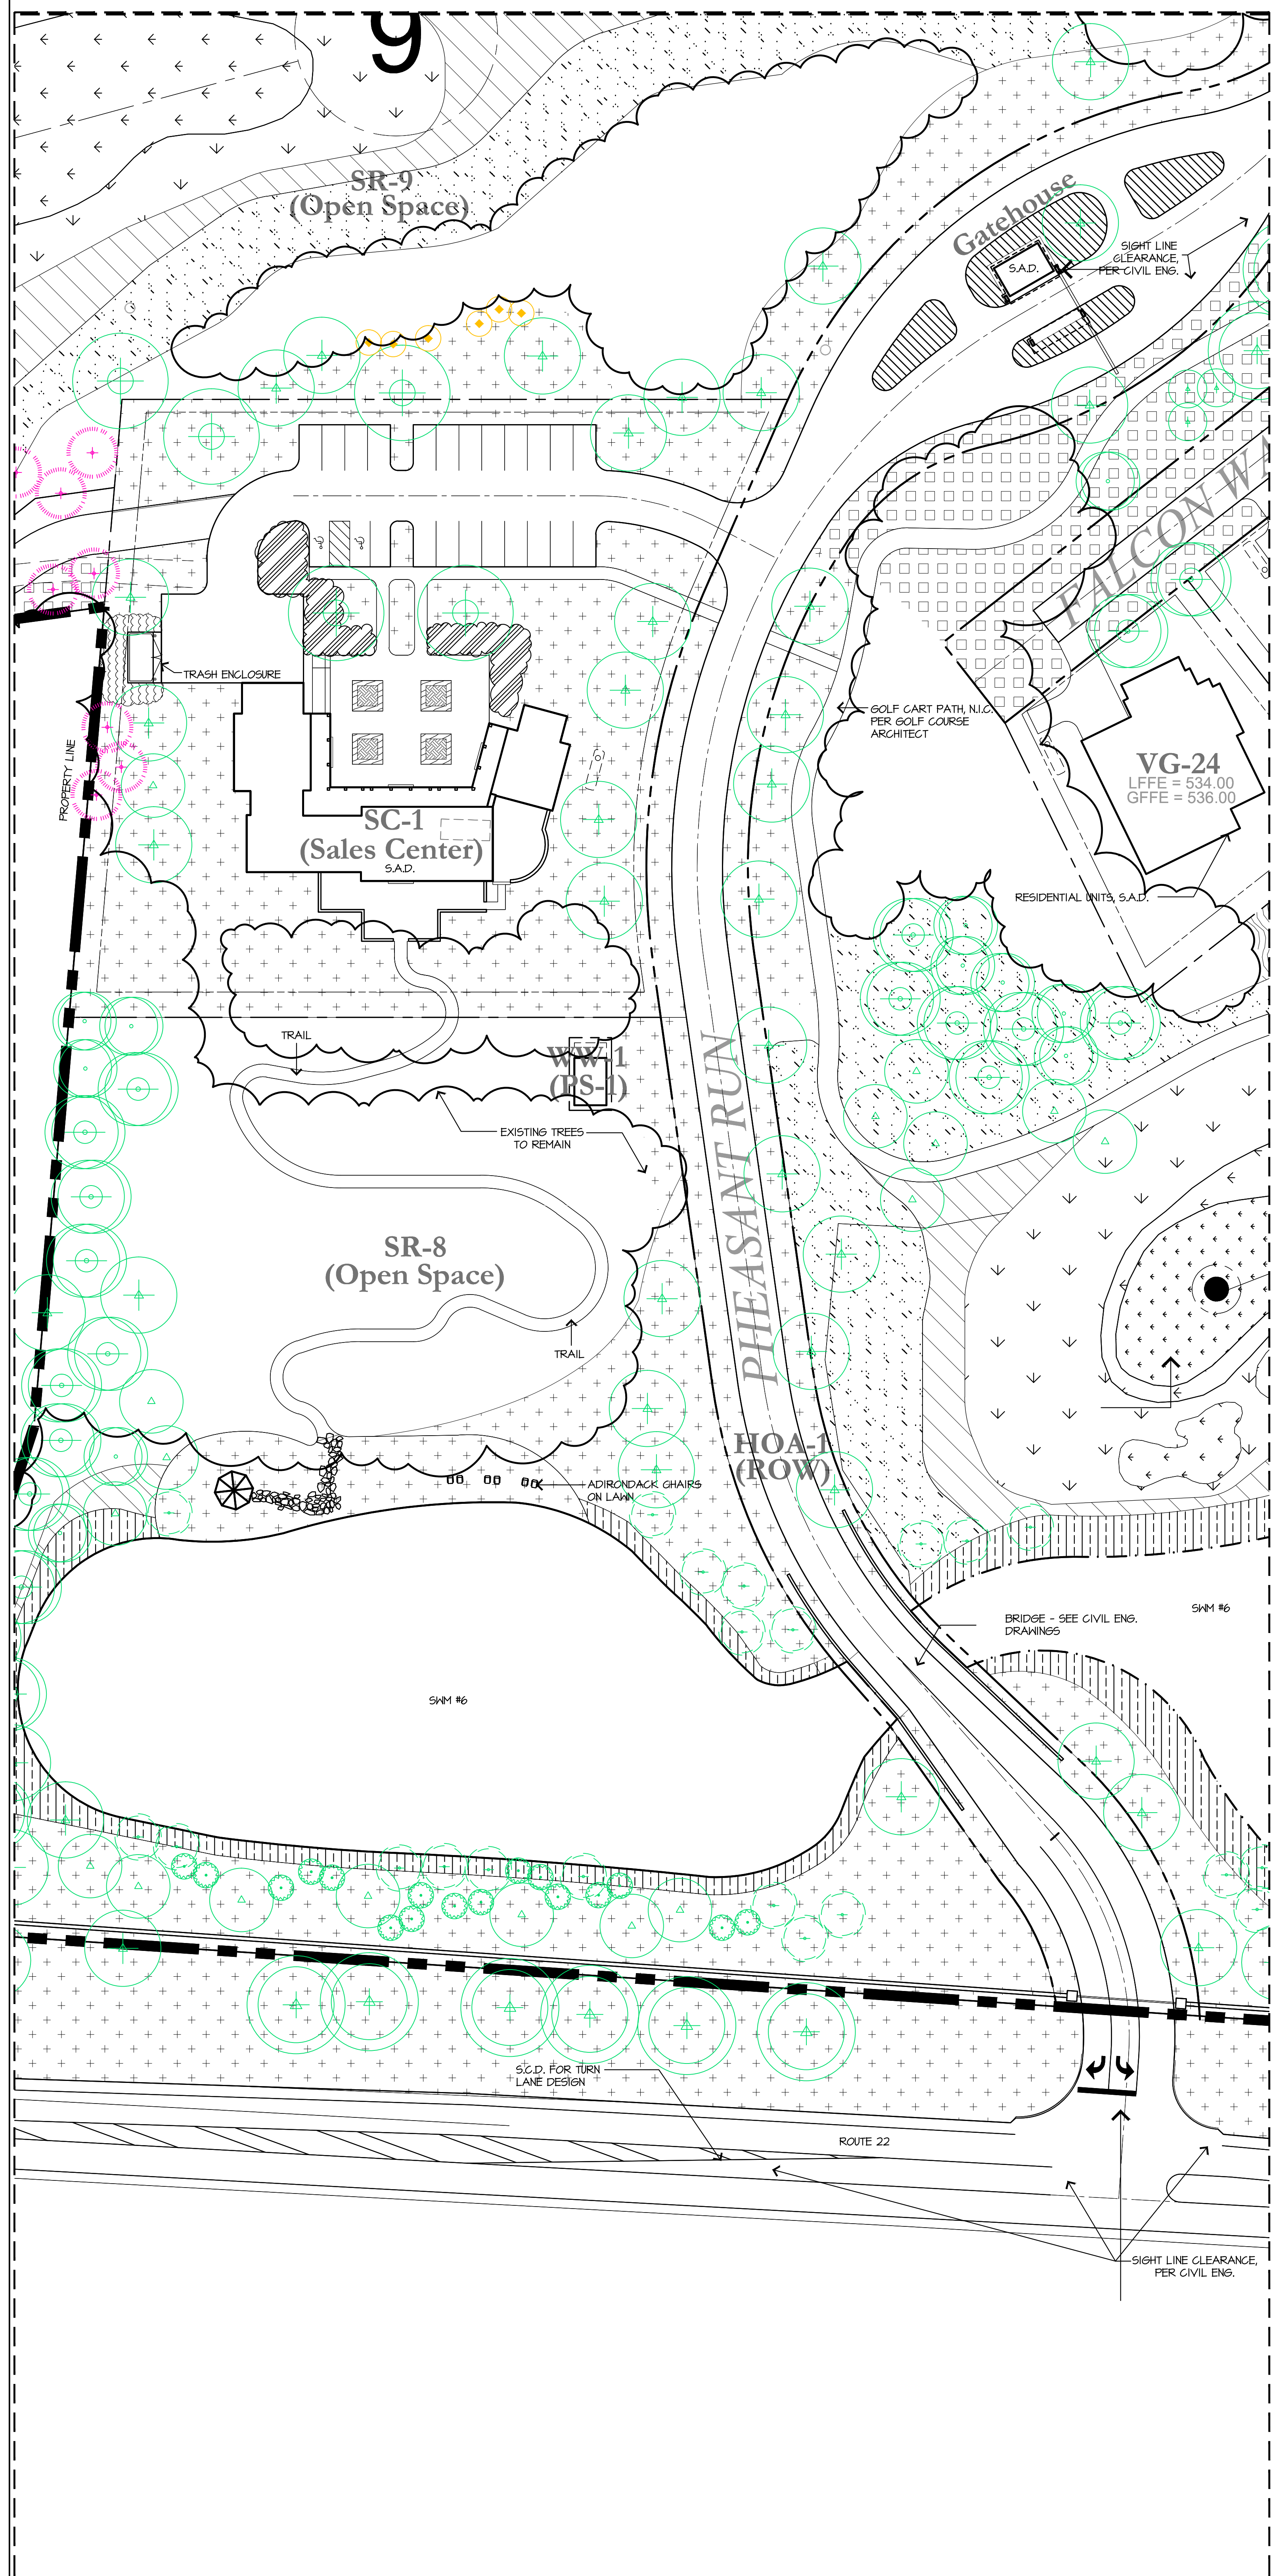 9
SR-9
(Open Space)
Gatehouse
S.A.D.
SIGHT LINE
CLEARANCE,
PER CIVIL ENG.
FALCON WA
TRASH ENCLOSURE
PROPERTY LINE
GOLF CART PATH, N.I.C.
PER GOLF COURSE
ARCHITECT
VG-24
LFFE = 534.00
GFFE = 536.00
SC-1
(Sales Center)
S.A.D.
RESIDENTIAL UNITS, S.A.D.
TRAIL
WW-1
(PS-1)
EXISTING TREES
TO REMAIN
PHEASANT RUN
SR-8
(Open Space)
TRAIL
HOA-1
(ROW)
ADIRONDACK CHAIRS
ON LAWN
SWM #6
BRIDGE - SEE CIVIL ENG.
DRAWINGS
SWM #6
S.C.D. FOR TURN
LANE DESIGN
ROUTE 22
SIGHT LINE CLEARANCE,
PER CIVIL ENG.